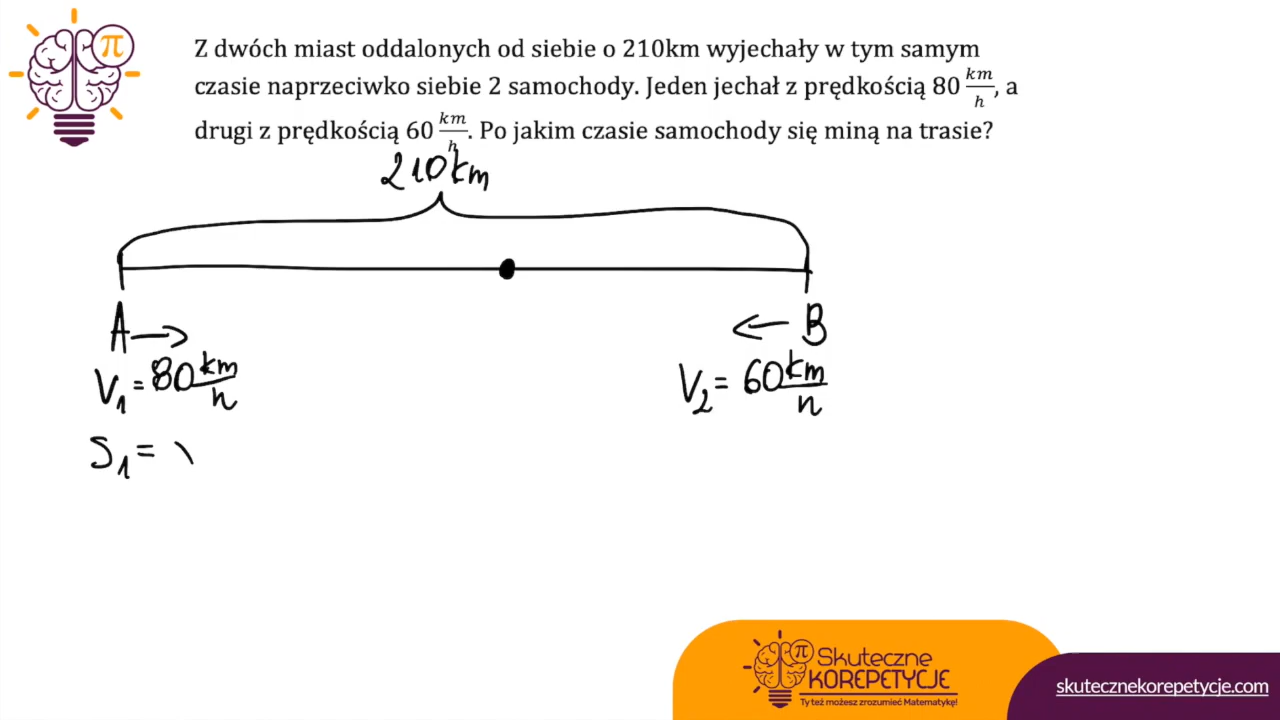 π
Z dwóch miast oddalonych od siebie o 210km wyjechały w tym samym
czasie naprzeciwko siebie 2 samochody. Jeden jechał z prędkością 80 km/h, a
drugi z prędkością 60 km/h. Po jakim czasie samochody się miną na trasie?
210km
A B
V₁ = 80 km/h V₂ = 60 km/h
S₁ =
π Skuteczne
KOREPETYCJE
Ty też możesz zrozumieć Matematykę!
skutecznekorepetycje.com